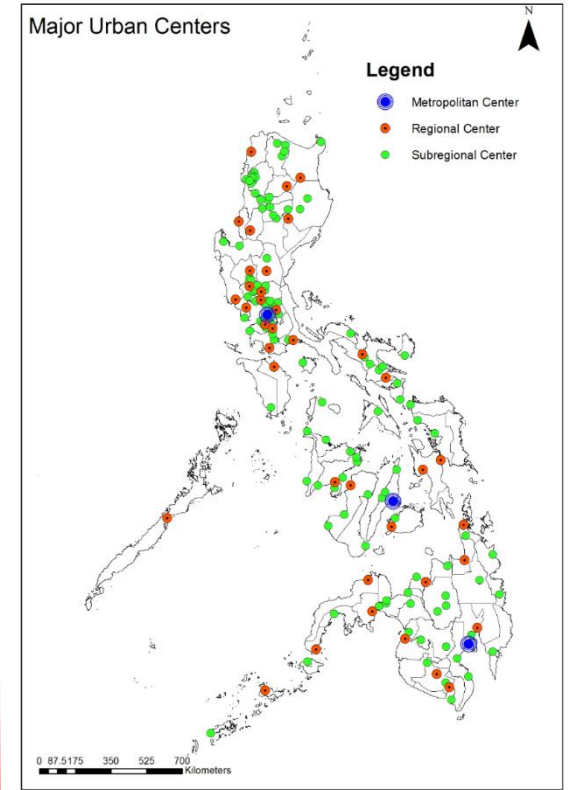 Major Urban Centers
N
Legend
Metropolitan Center
Regional Center
Subregional Center
0 87.5175 350 525 700
Kilometers